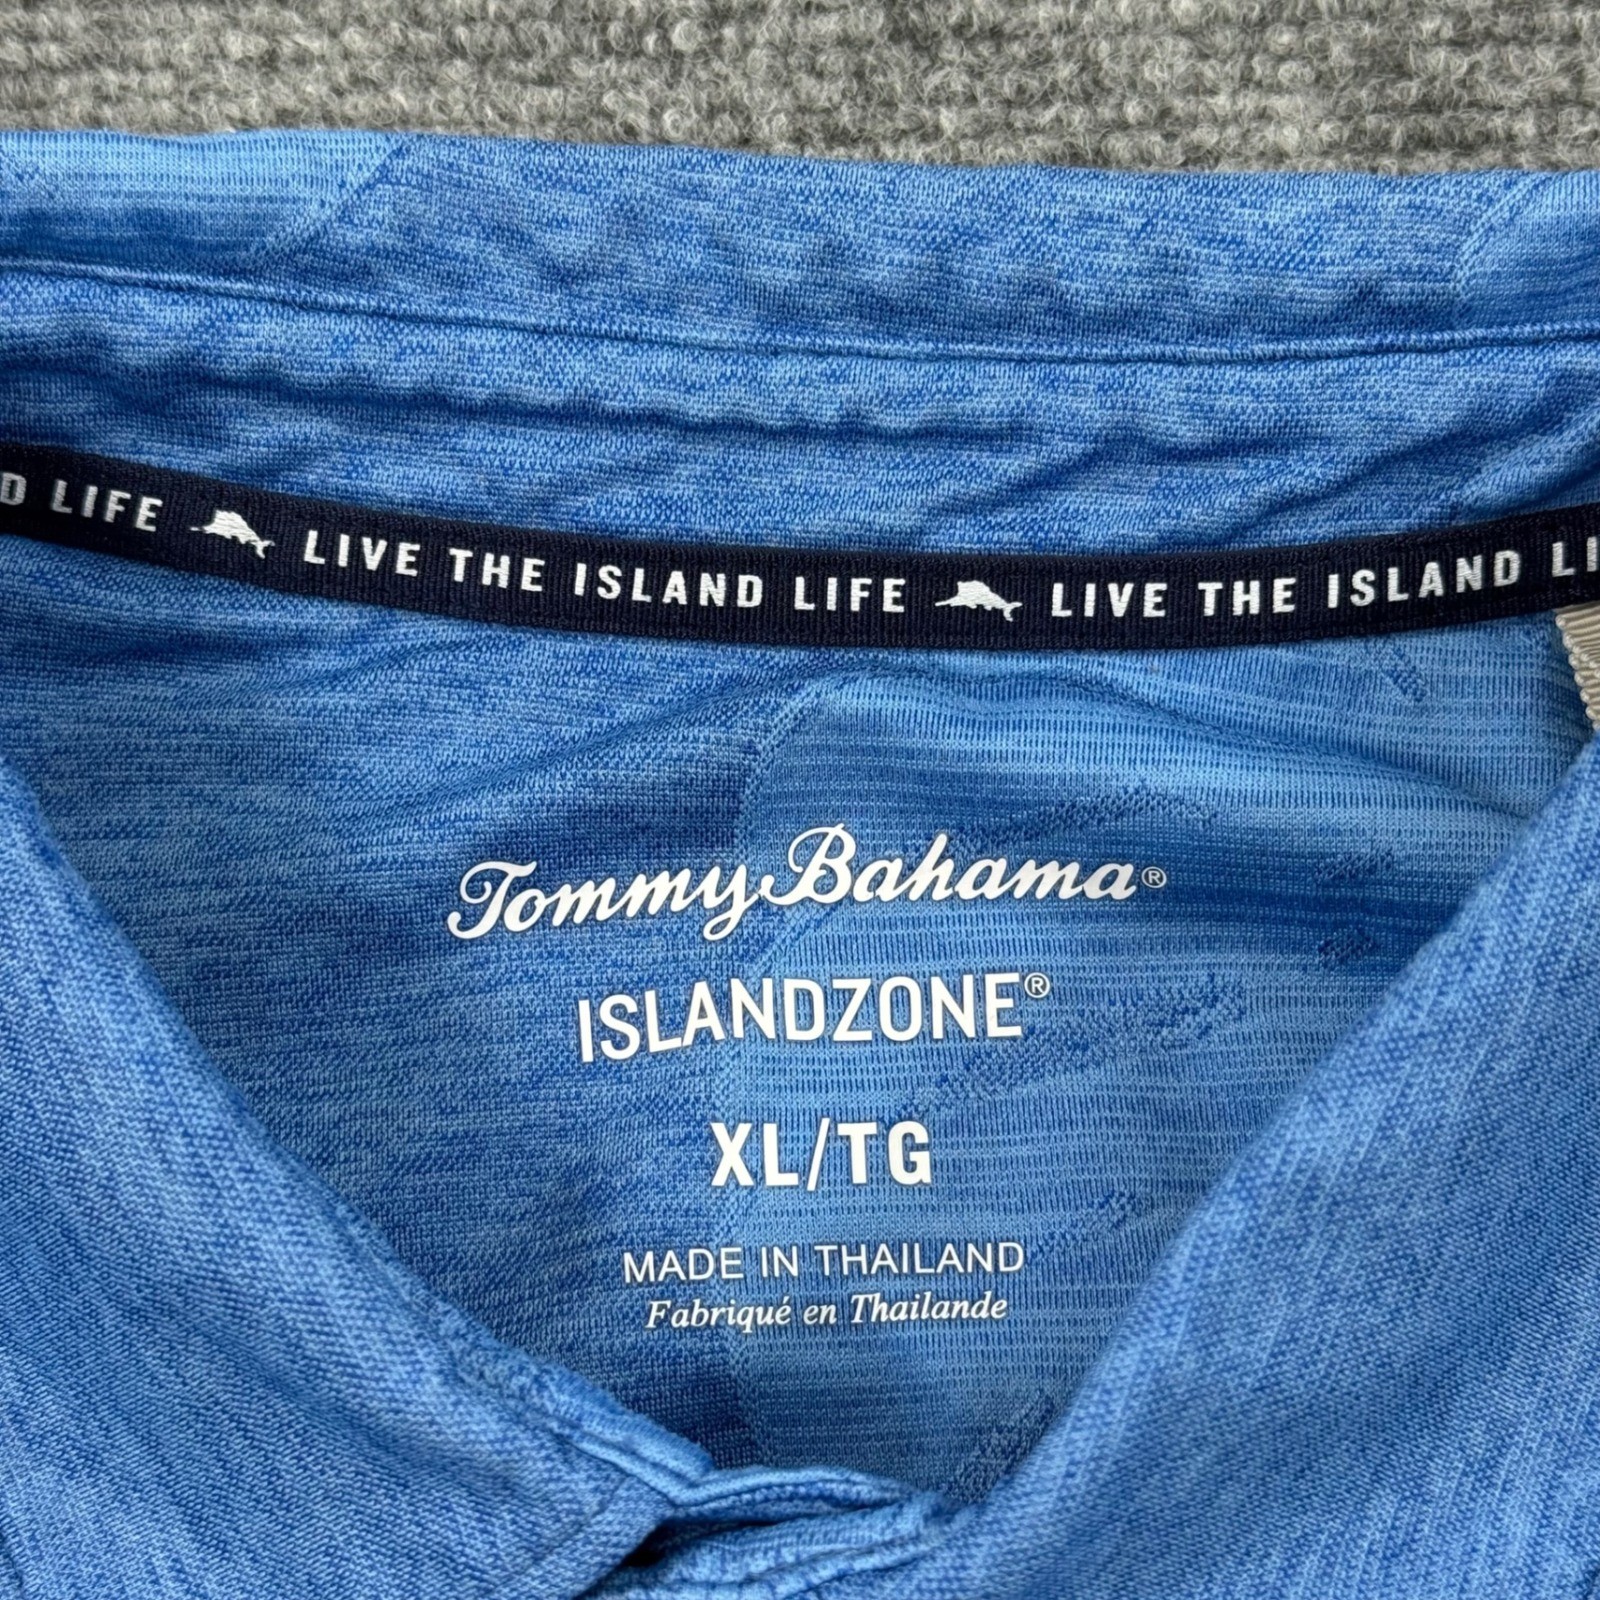 D LIFE LIVE THE ISLAND LIFE LIVE THE ISLAND LI
Tommy Bahama®
ISLANDZONE®
XL/TG
MADE IN THAILAND
Fabriqué en Thailande